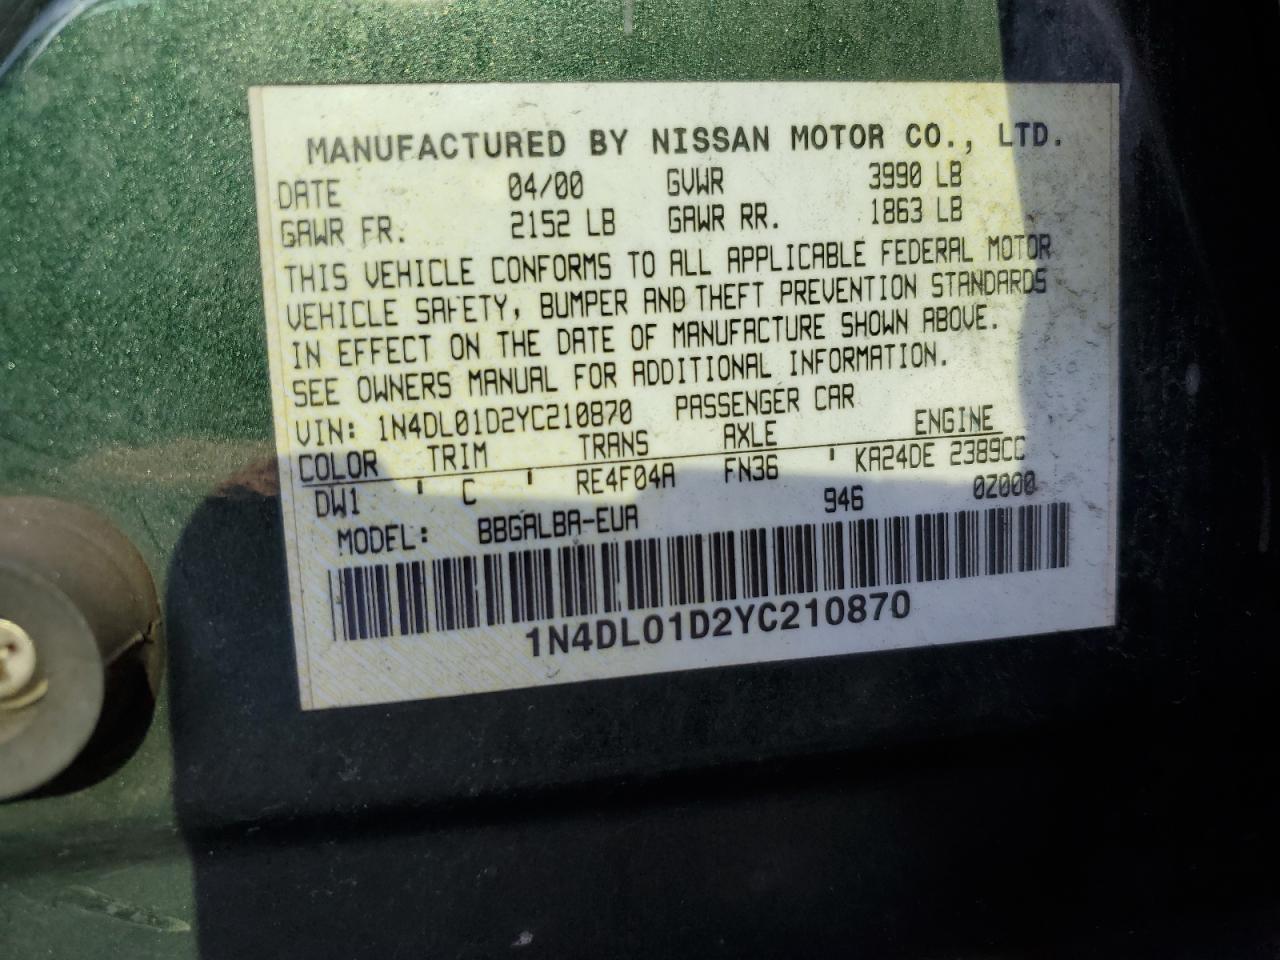 MANUFACTURED BY NISSAN MOTOR CO., LTD.
DATE 04/00 GVWR 3990 LB
GAWR FR. 2152 LB GAWR RR. 1863 LB
THIS VEHICLE CONFORMS TO ALL APPLICABLE FEDERAL MOTOR
VEHICLE SAFETY, BUMPER AND THEFT PREVENTION STANDARDS
IN EFFECT ON THE DATE OF MANUFACTURE SHOWN ABOVE.
SEE OWNERS MANUAL FOR ADDITIONAL INFORMATION.
VIN: 1N4DL01D2YC210870 PASSENGER CAR
COLOR TRIM TRANS AXLE ENGINE
DW1 ' C ' RE4F04A FN36 ' KA24DE 2389CC
MODEL: BBGALBA-EUA 946 0Z000
1N4DL01D2YC210870